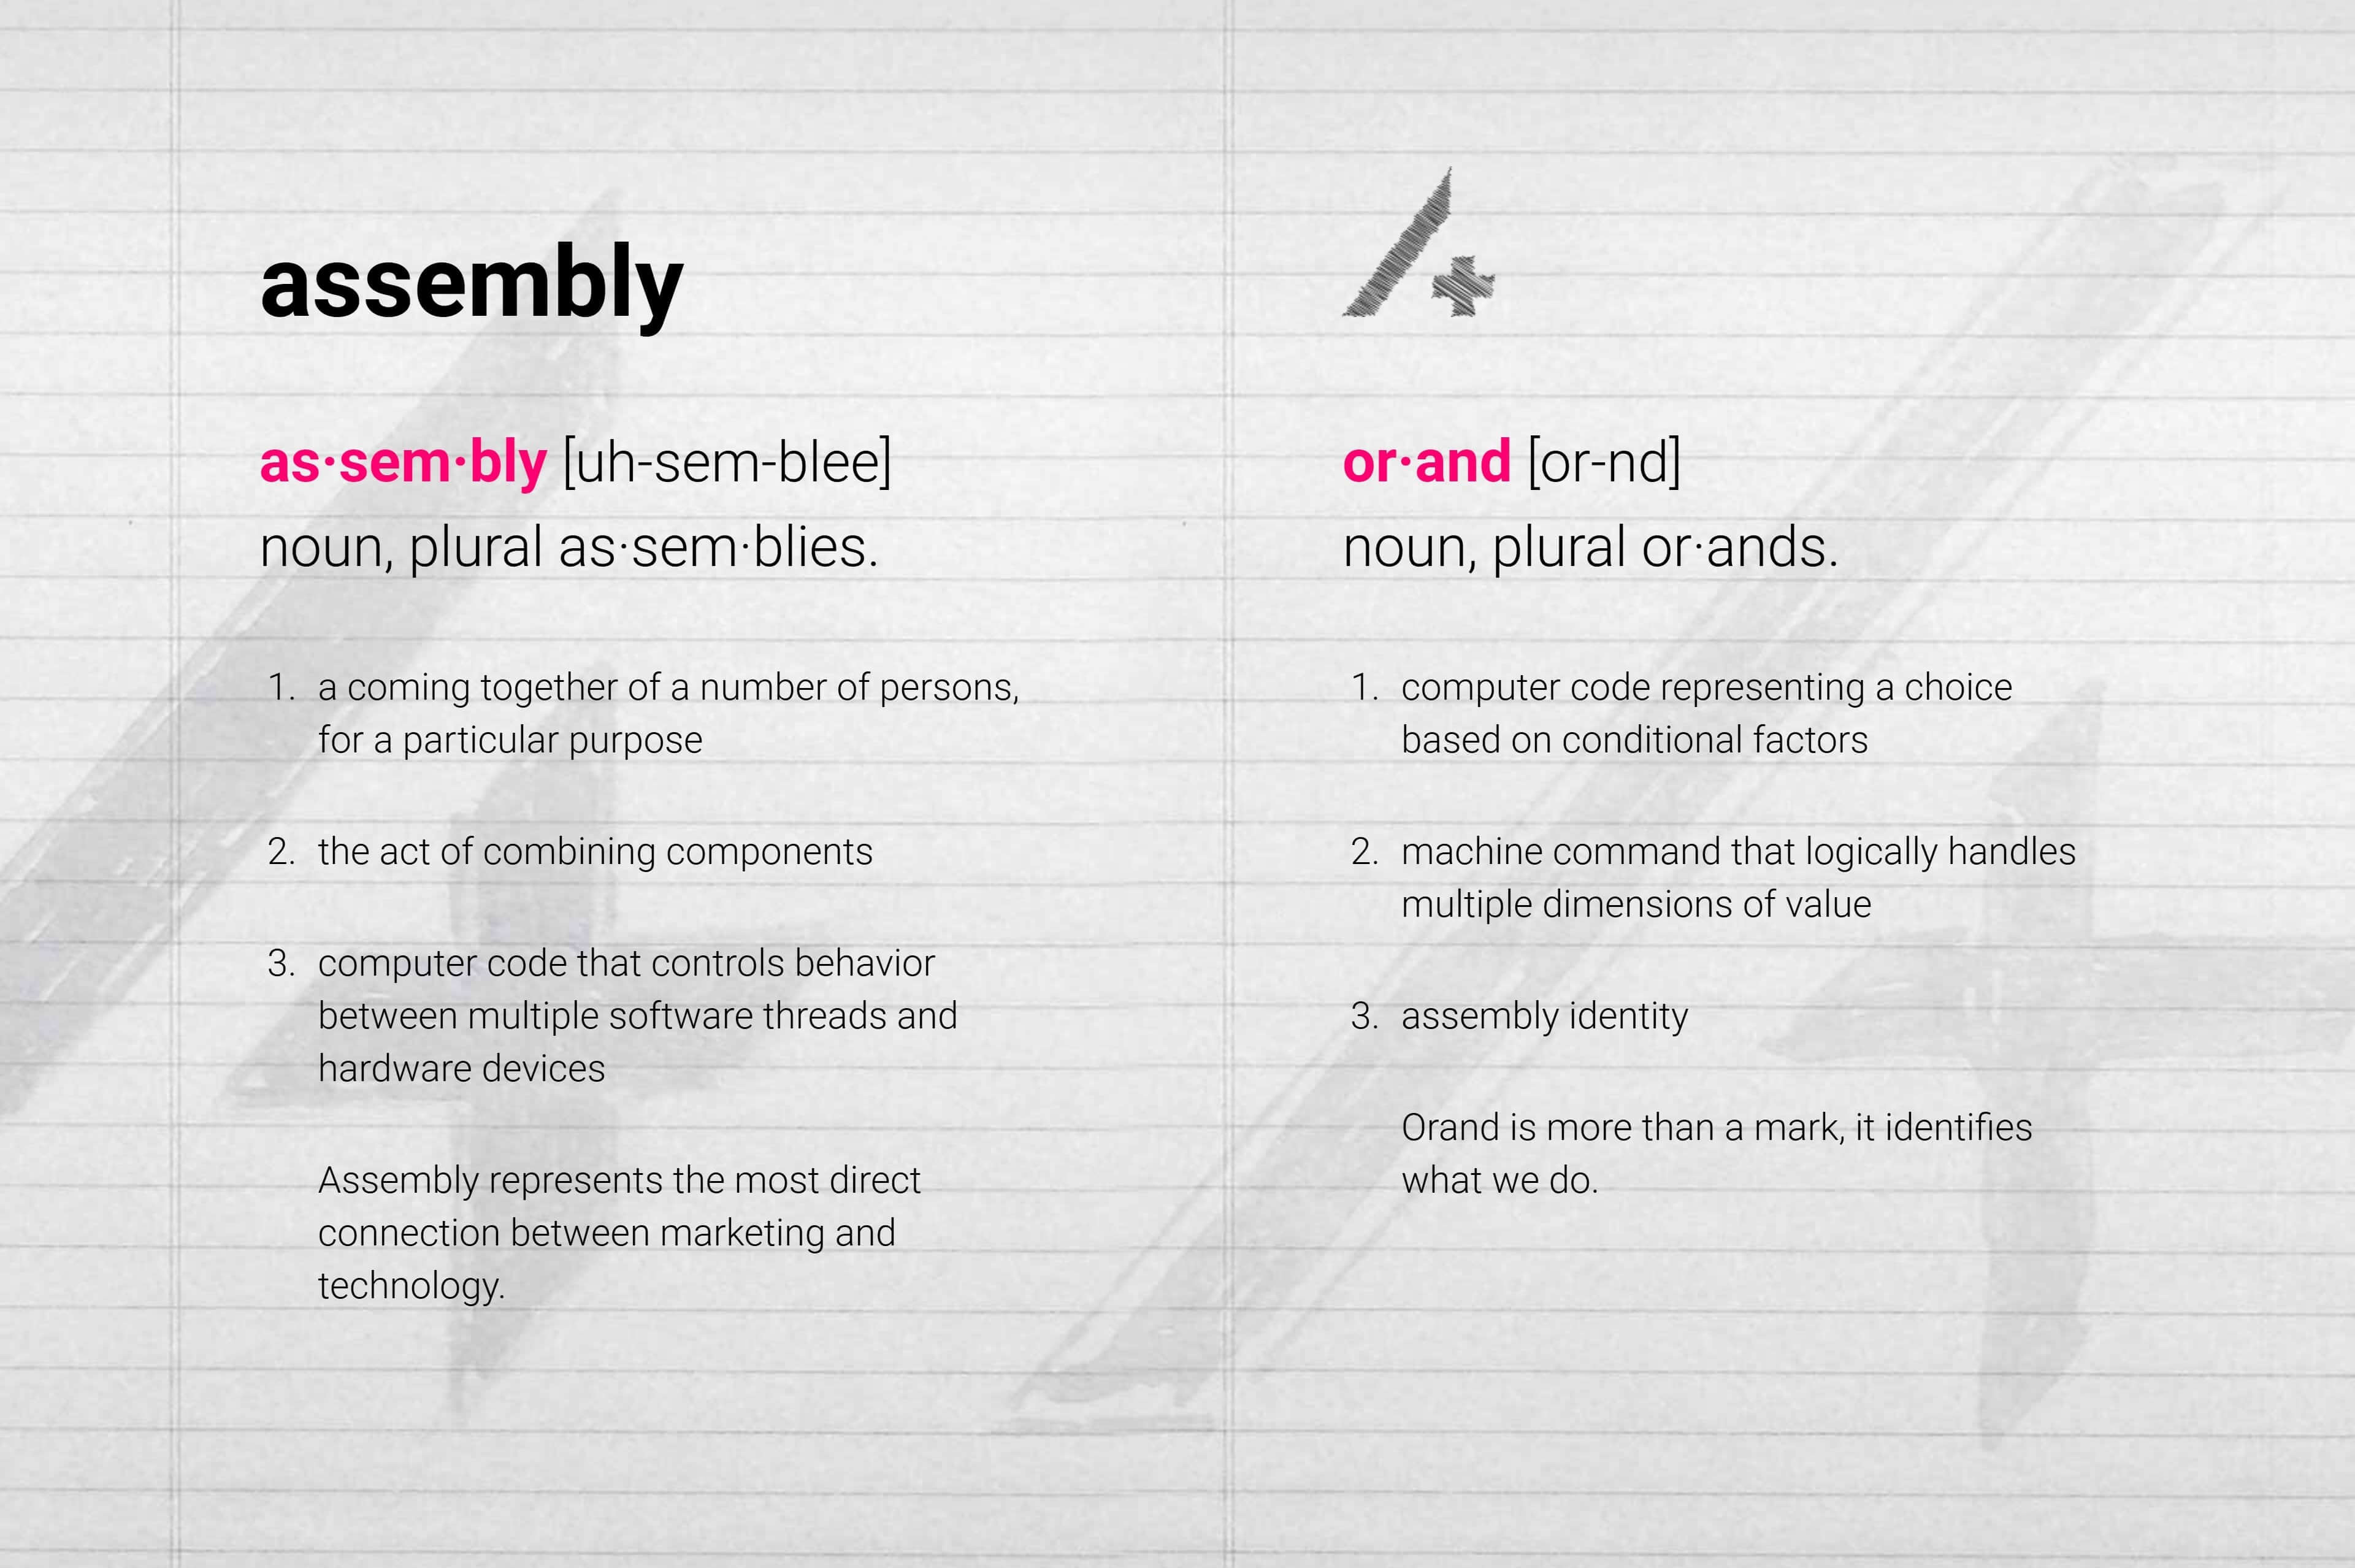 assembly
as·sem·bly [uh-sem-blee]
noun, plural as·sem·blies.
1. a coming together of a number of persons,
for a particular purpose
2. the act of combining components
3. computer code that controls behavior
between multiple software threads and
hardware devices
Assembly represents the most direct
connection between marketing and
technology.
/+
or·and [or-nd]
noun, plural or·ands.
1. computer code representing a choice
based on conditional factors
2. machine command that logically handles
multiple dimensions of value
3. assembly identity
Orand is more than a mark, it identifies
what we do.